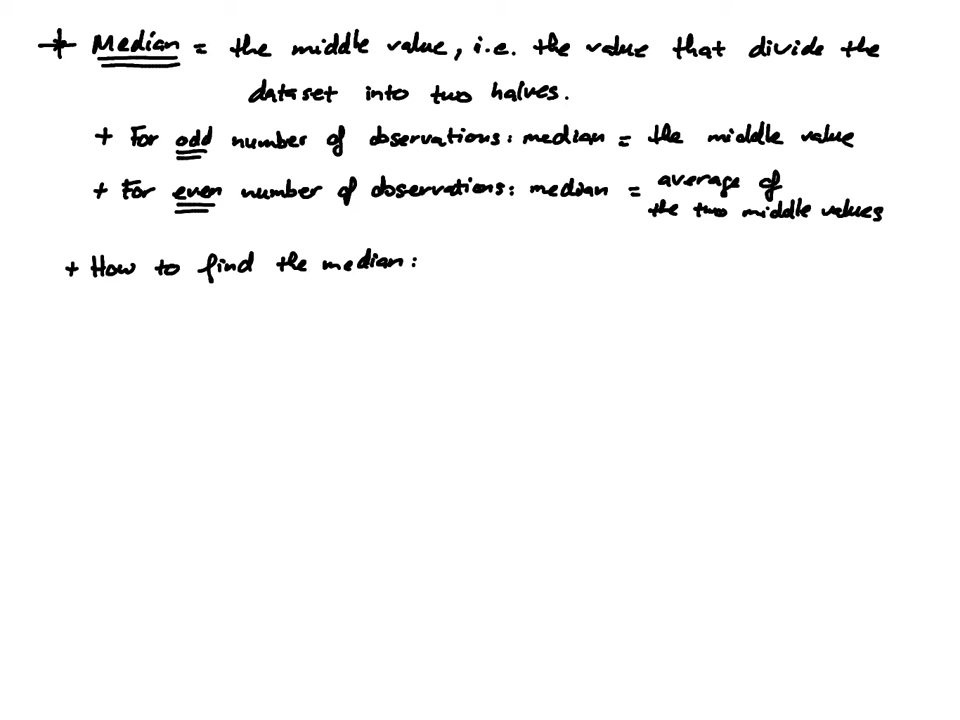 * Median = the middle value, i.e. the value that divide the
dataset into two halves.
+ For odd number of observations: median = the middle value
+ For even number of observations: median = average of
the two middle values
+ How to find the median: